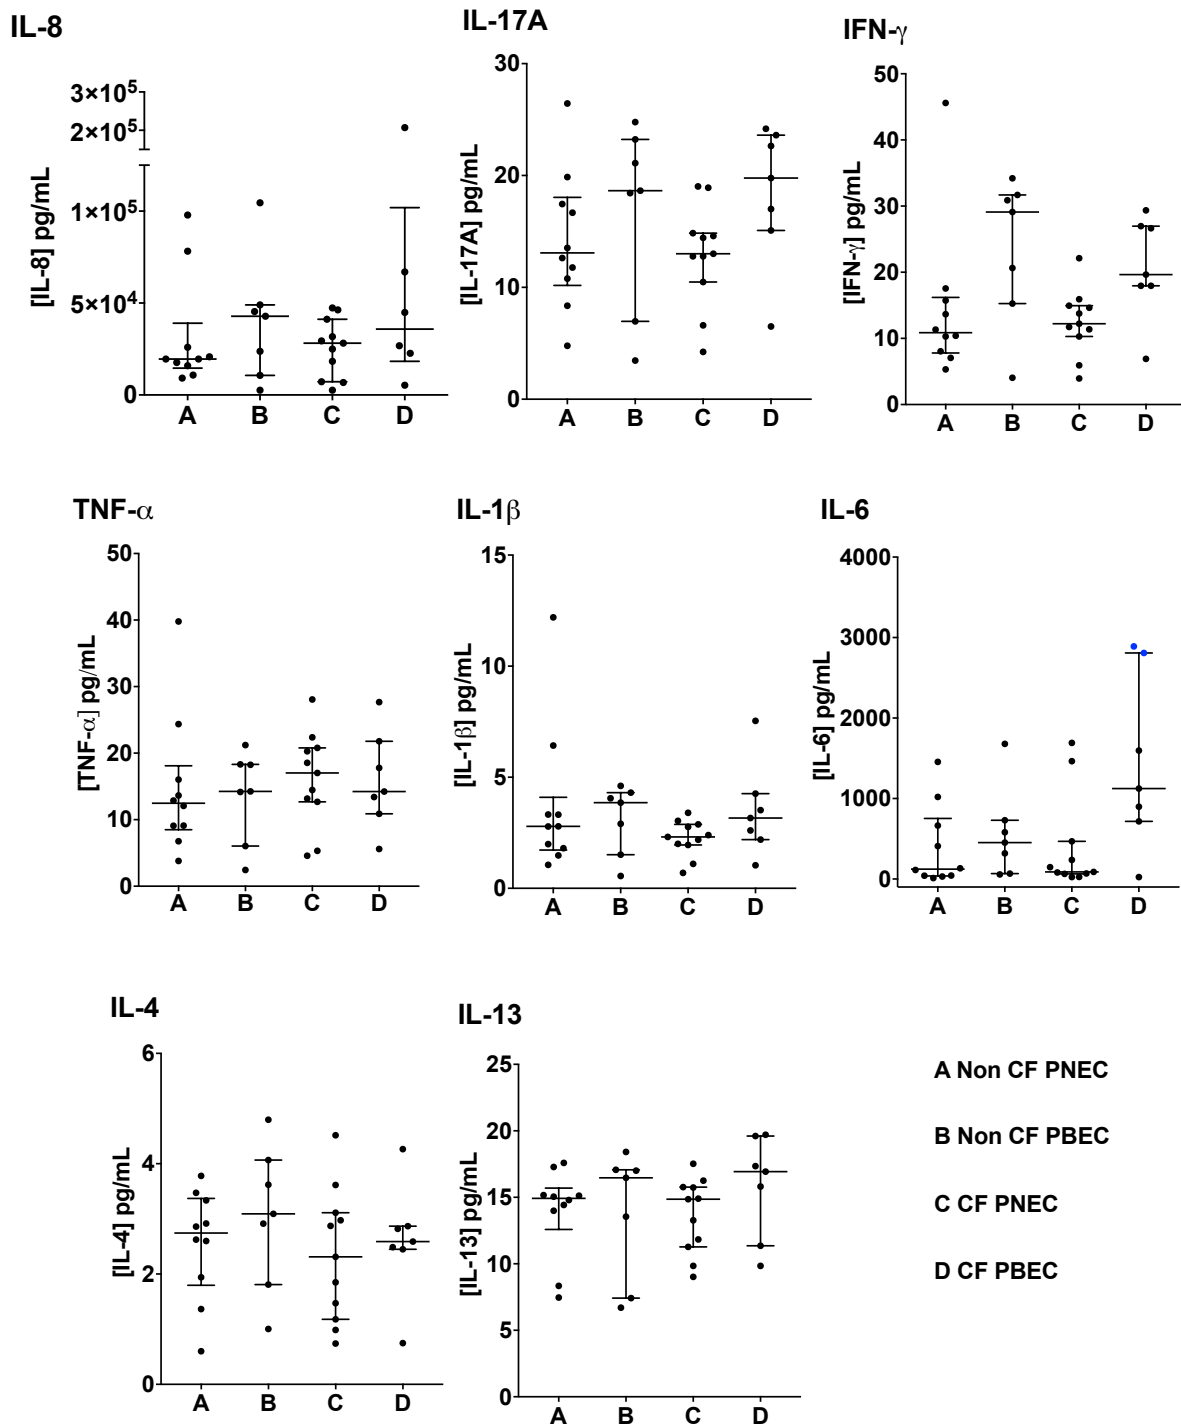 IL-8
[IL-8] pg/mL
3×10⁵
2×10⁵
1×10⁵
5×10⁴
0
A B C D
IL-17A
[IL-17A] pg/mL
30
20
10
0
A B C D
IFN-γ
[IFN-γ] pg/mL
50
40
30
20
10
0
A B C D
TNF-α
[TNF-α] pg/mL
50
40
30
20
10
0
A B C D
IL-1β
[IL-1β] pg/mL
15
10
5
0
A B C D
IL-6
[IL-6] pg/mL
4000
3000
2000
1000
0
A B C D
IL-4
[IL-4] pg/mL
6
4
2
0
A B C D
IL-13
[IL-13] pg/mL
25
20
15
10
5
0
A B C D
A Non CF PNEC
B Non CF PBEC
C CF PNEC
D CF PBEC